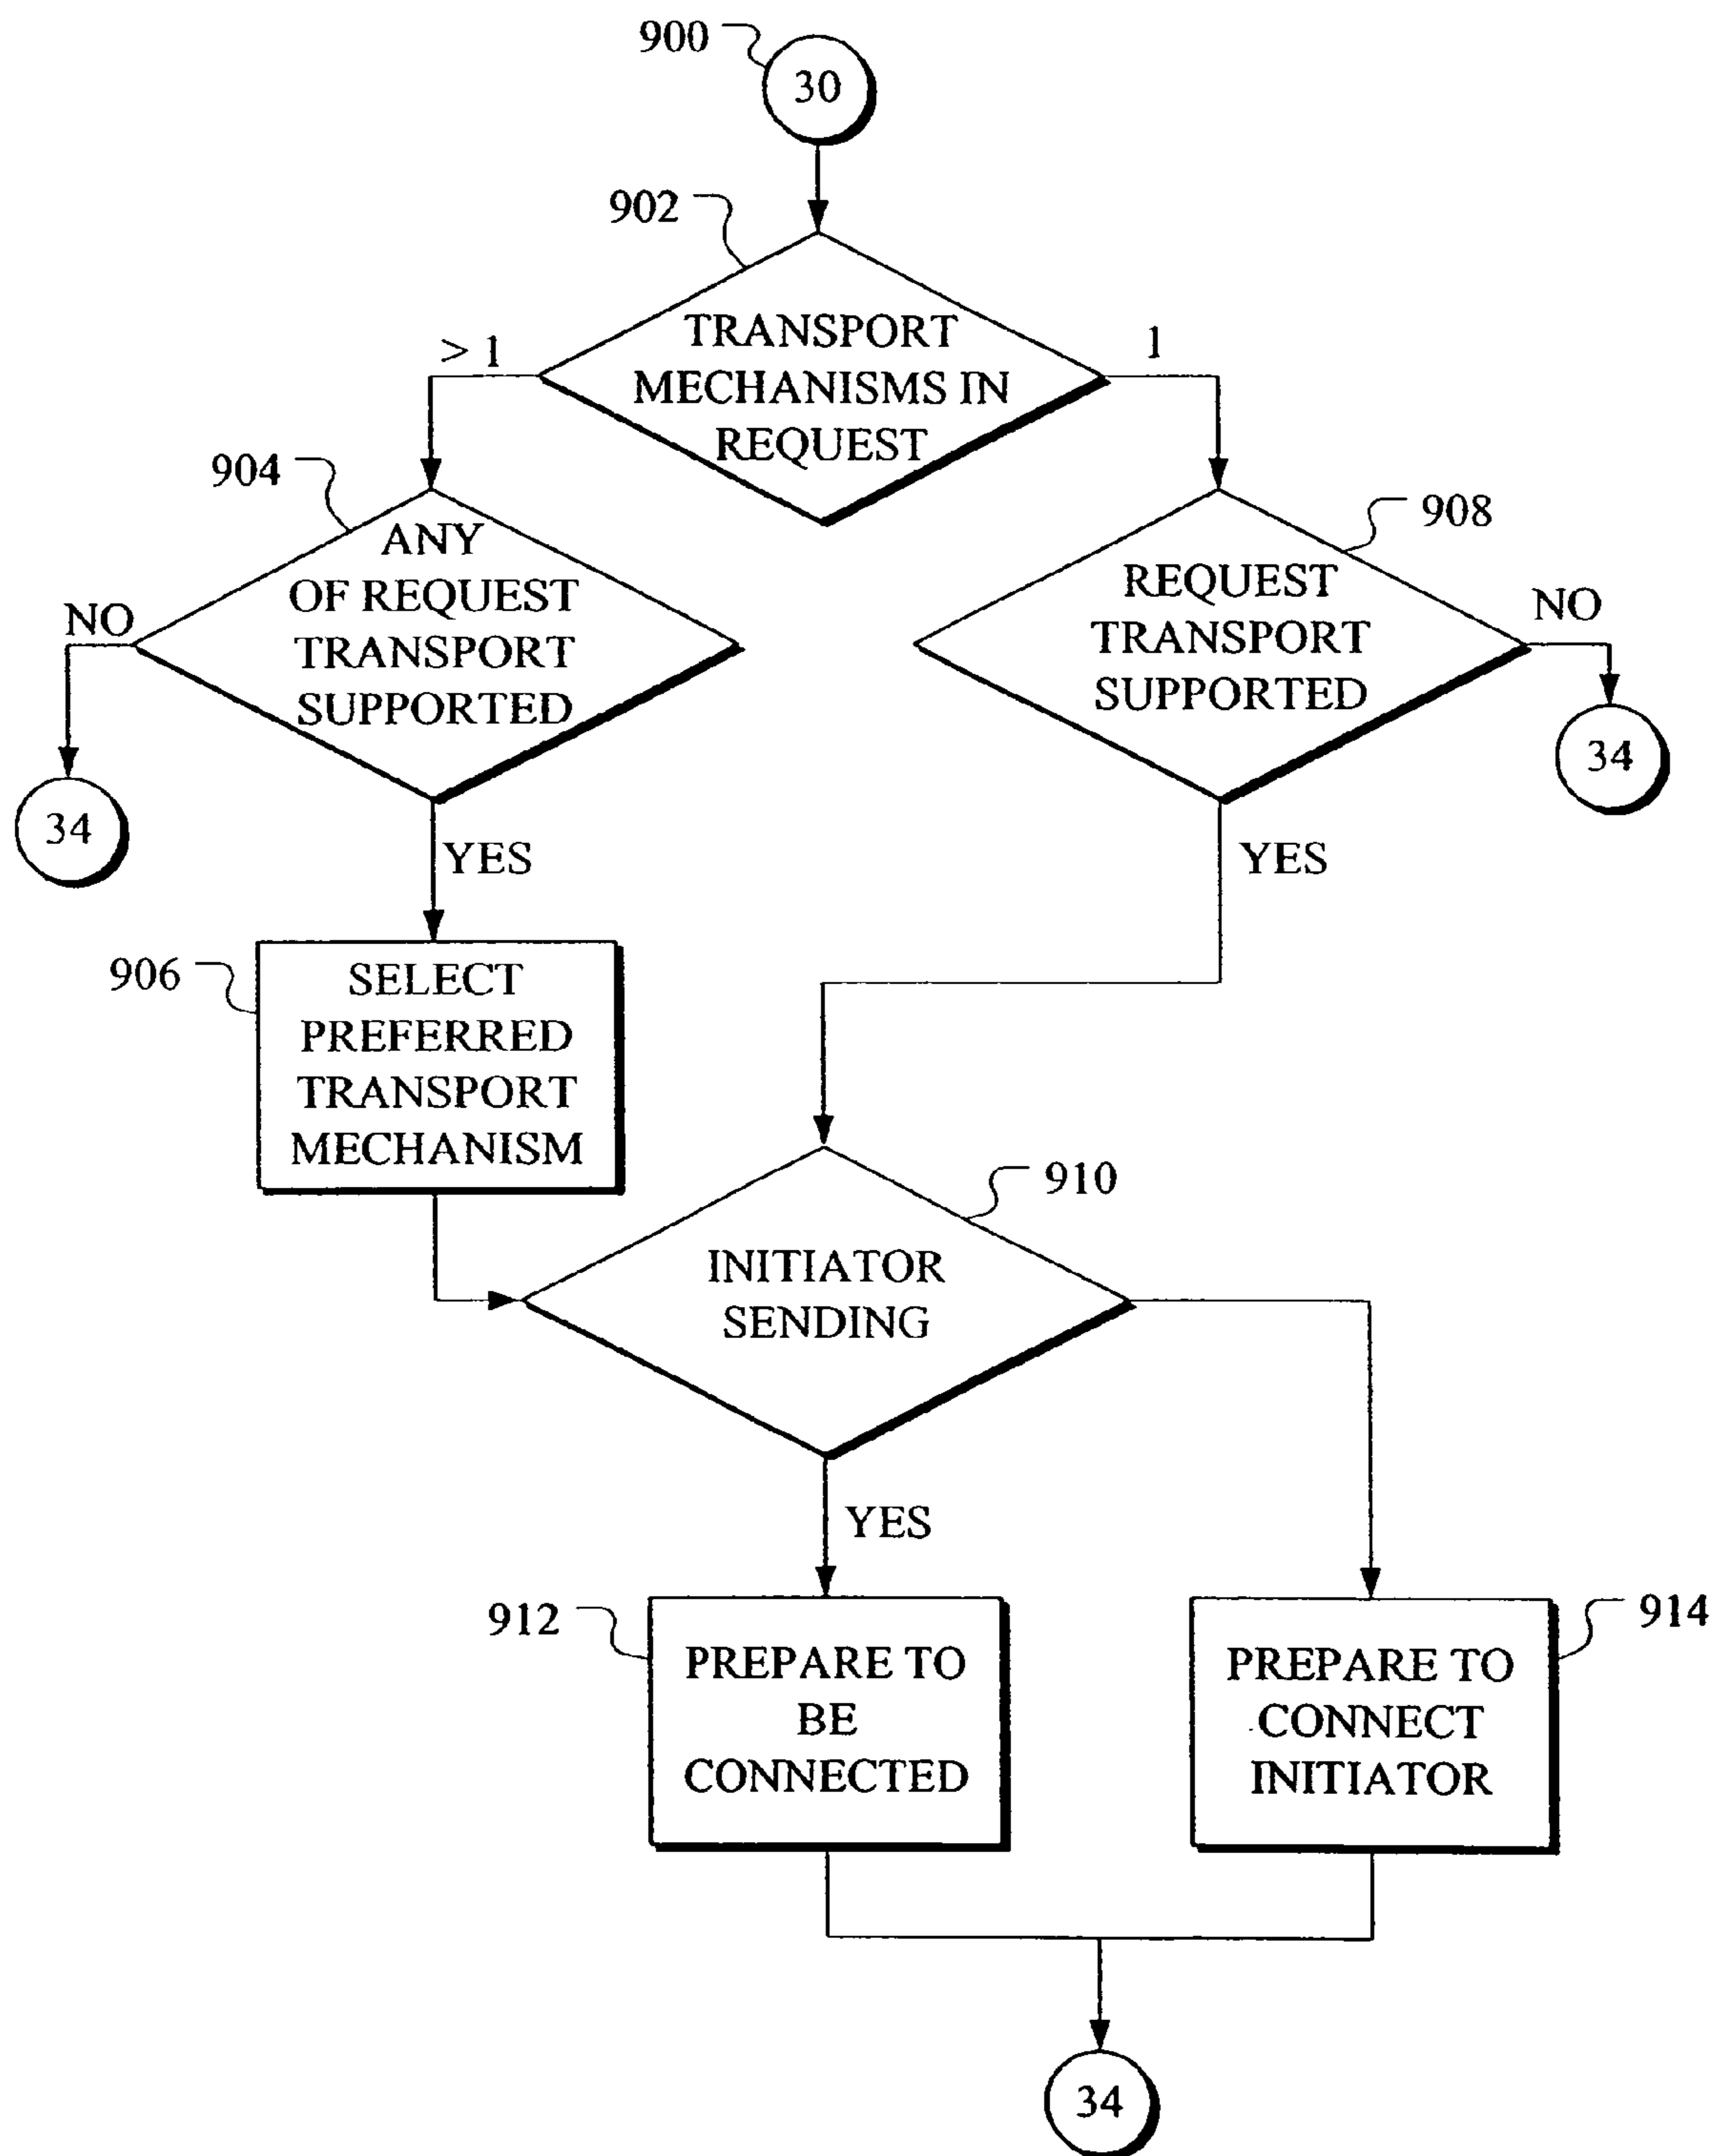 900
30
902
TRANSPORT
MECHANISMS IN
REQUEST
> 1
1
904
ANY
OF REQUEST
TRANSPORT
SUPPORTED
NO
34
YES
908
REQUEST
TRANSPORT
SUPPORTED
NO
34
YES
906
SELECT
PREFERRED
TRANSPORT
MECHANISM
910
INITIATOR
SENDING
YES
912
PREPARE TO
BE
CONNECTED
914
PREPARE TO
CONNECT
INITIATOR
34